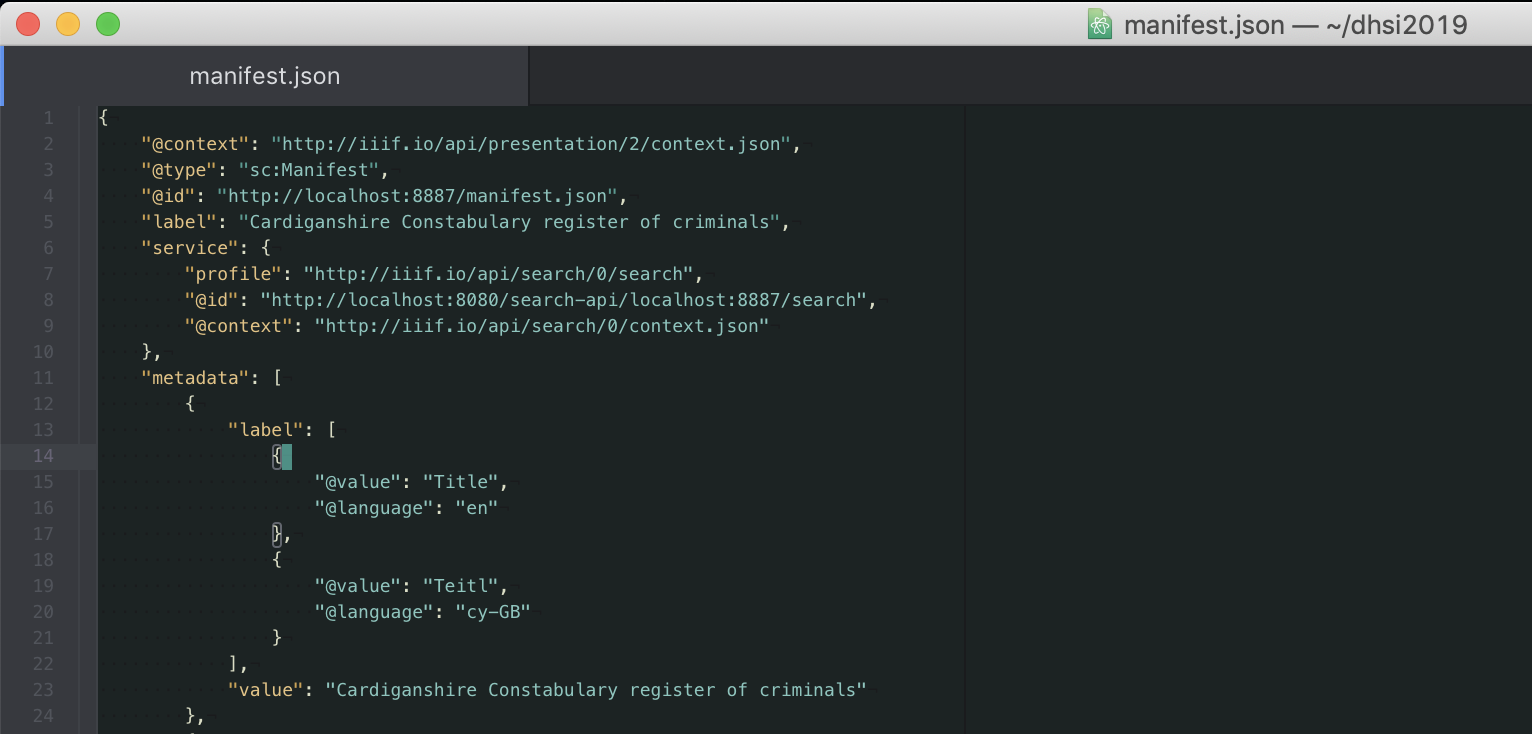 manifest.json — ~/dhsi2019
manifest.json
1 {
2     "@context": "http://iiif.io/api/presentation/2/context.json",
3     "@type": "sc:Manifest",
4     "@id": "http://localhost:8887/manifest.json",
5     "label": "Cardiganshire Constabulary register of criminals",
6     "service": {
7         "profile": "http://iiif.io/api/search/0/search",
8         "@id": "http://localhost:8080/search-api/localhost:8887/search",
9         "@context": "http://iiif.io/api/search/0/context.json"
10     },
11     "metadata": [
12         {
13             "label": [
14                 {
15                     "@value": "Title",
16                     "@language": "en"
17                 },
18                 {
19                     "@value": "Teitl",
20                     "@language": "cy-GB"
21                 }
22             ],
23             "value": "Cardiganshire Constabulary register of criminals"
24         },